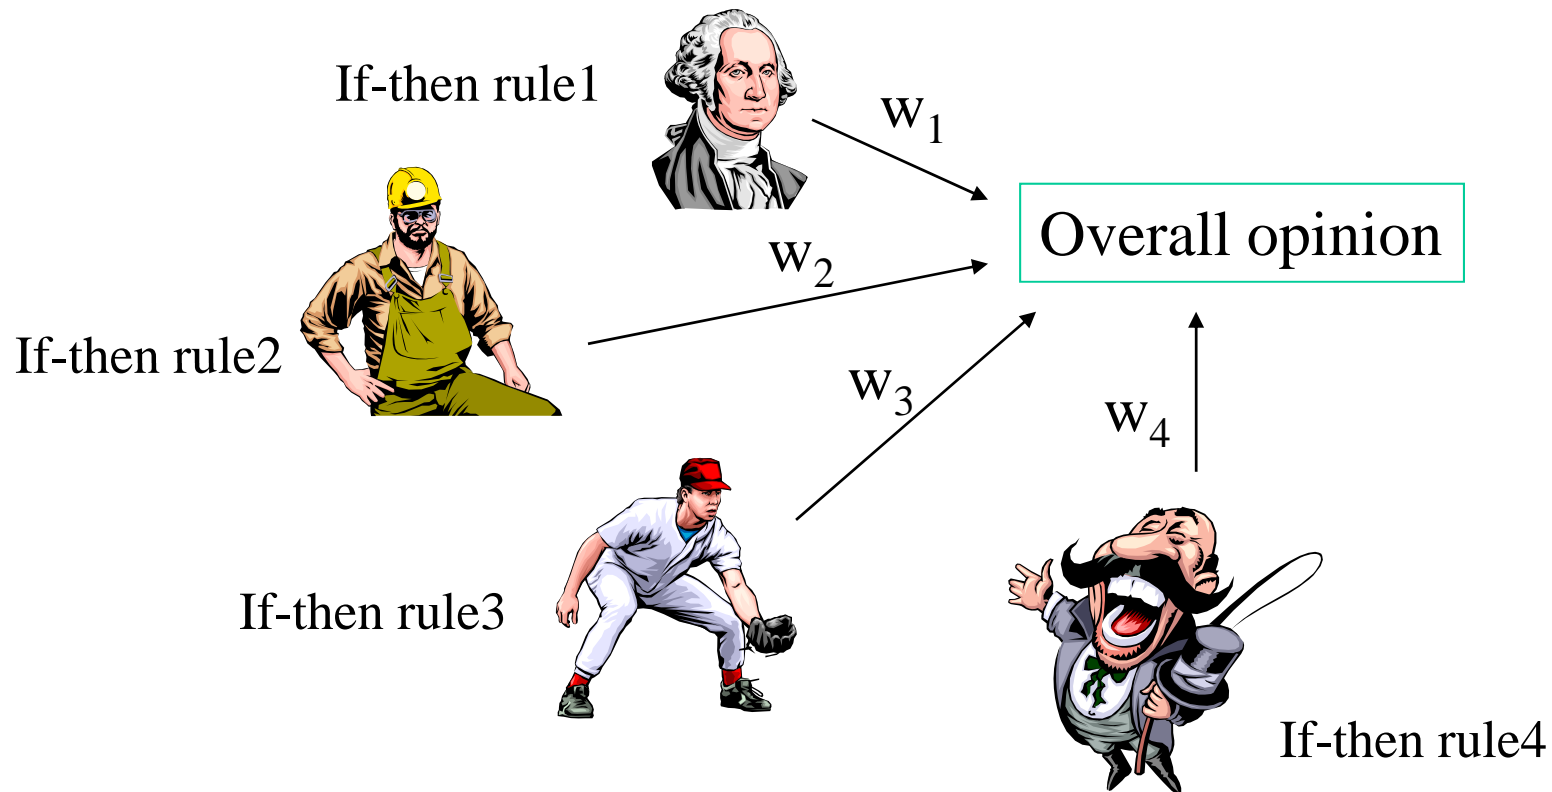 If-then rule1
w1
Overall opinion
w2
If-then rule2
w3
w4
If-then rule3
If-then rule4